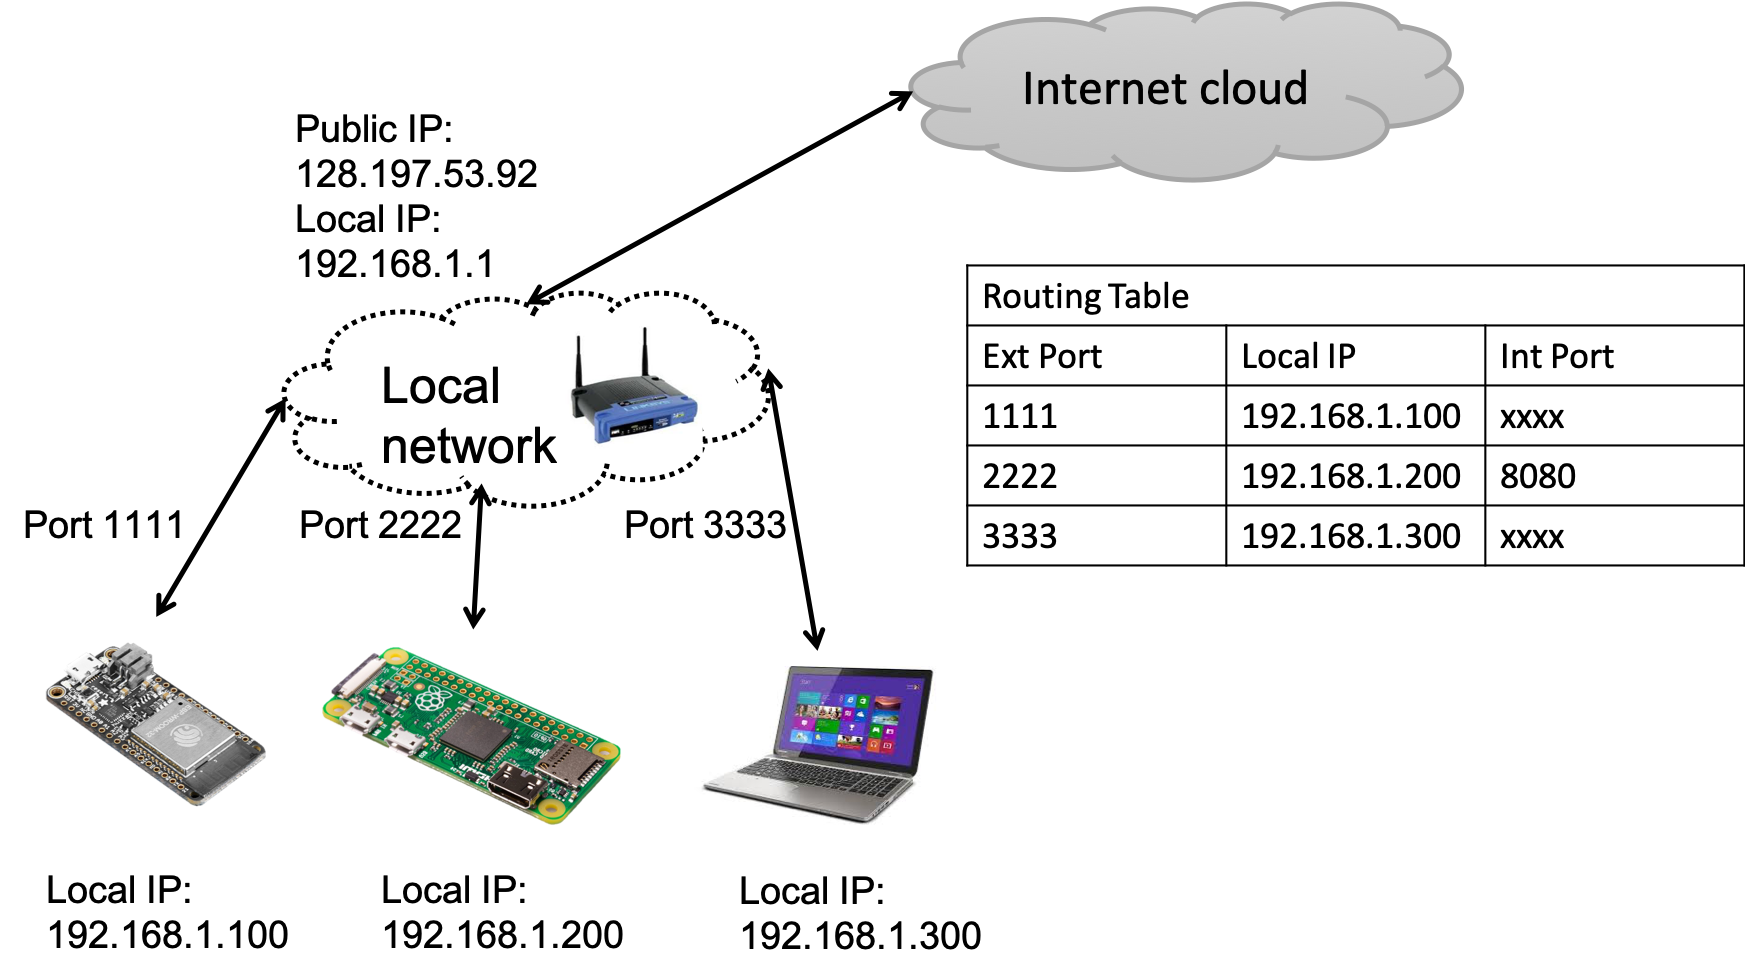 Internet cloud
Public IP:
128.197.53.92
Local IP:
192.168.1.1
Local
network
Port 1111
Port 2222
Port 3333
Routing Table
Ext Port Local IP Int Port
1111 192.168.1.100 xxxx
2222 192.168.1.200 8080
3333 192.168.1.300 xxxx
Local IP:
192.168.1.100
Local IP:
192.168.1.200
Local IP:
192.168.1.300